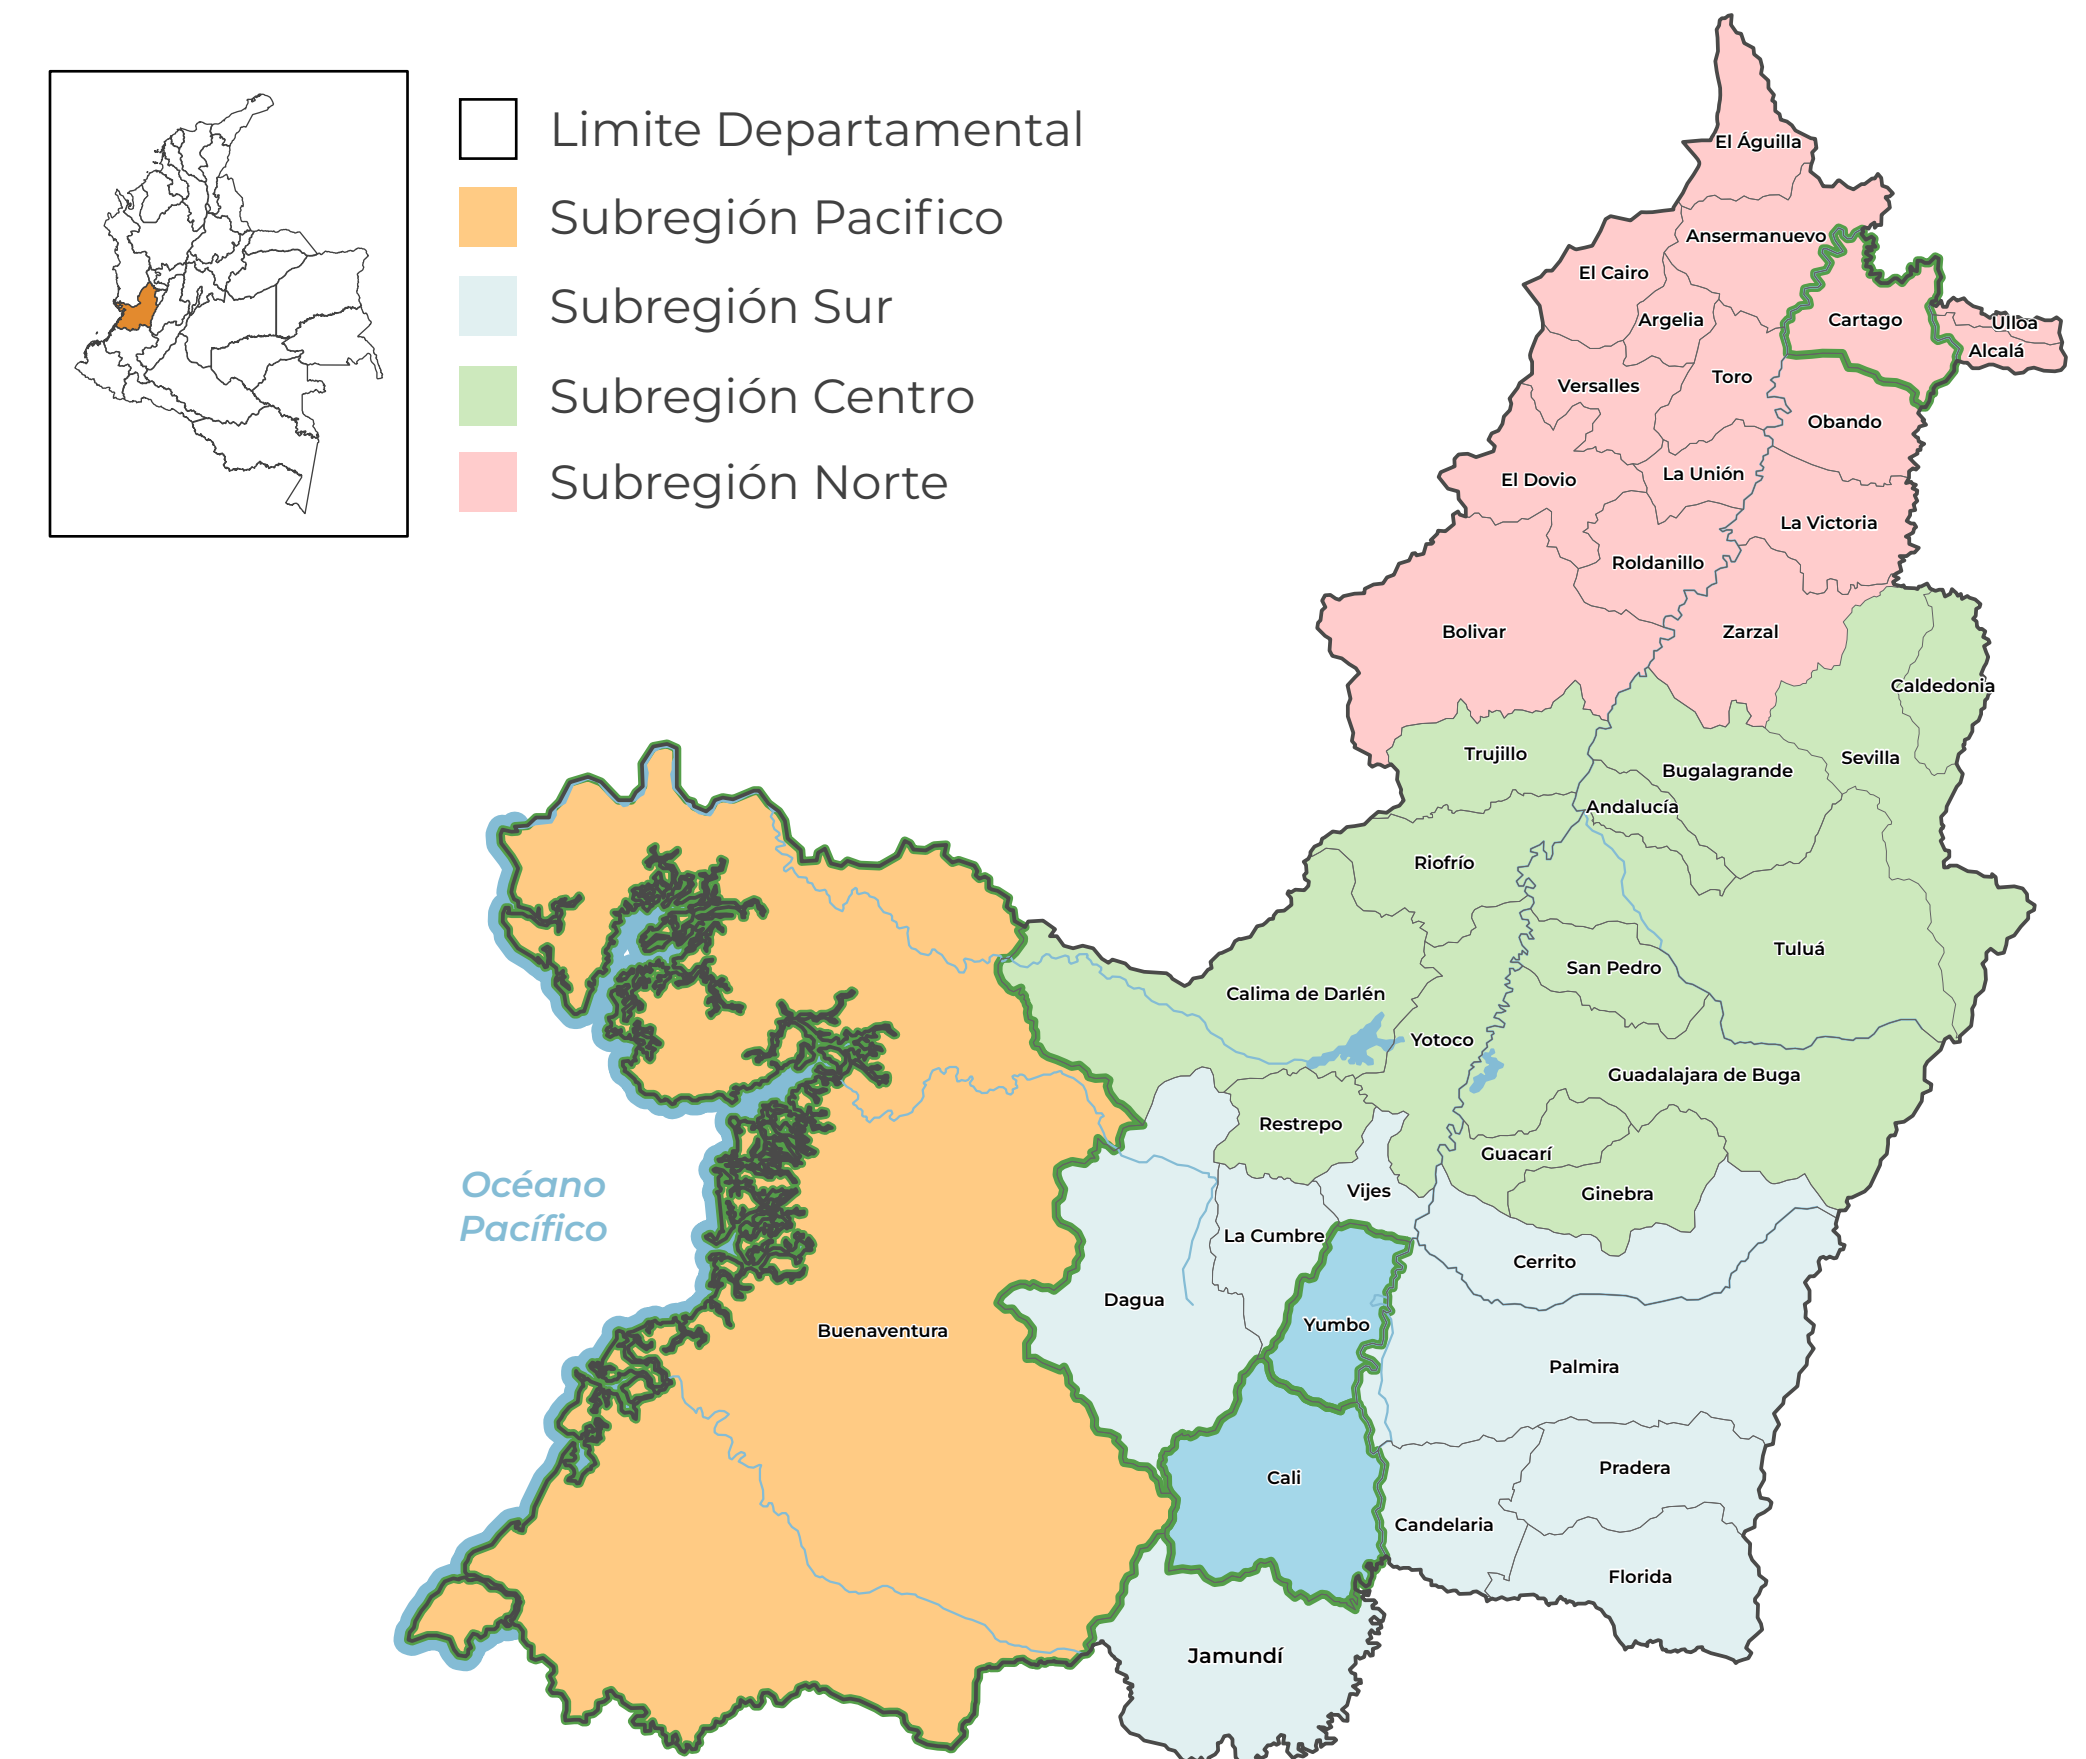 Limite Departamental
Subregión Pacifico
Subregión Sur
Subregión Centro
Subregión Norte
El Águilla
Ansermanuevo
El Cairo
Cartago
Argelia
Ulloa
Alcalá
Toro
Versalles
Obando
La Unión
El Dovio
La Victoria
Roldanillo
Bolivar
Zarzal
Caldedonia
Trujillo
Sevilla
Bugalagrande
Andalucía
Riofrío
Tuluá
San Pedro
Calima de Darlén
Yotoco
Guadalajara de Buga
Restrepo
Guacarí
Ginebra
Vijes
Océano
Pacífico
La Cumbre
Cerrito
Dagua
Yumbo
Buenaventura
Palmira
Pradera
Cali
Candelaria
Florida
Jamundí